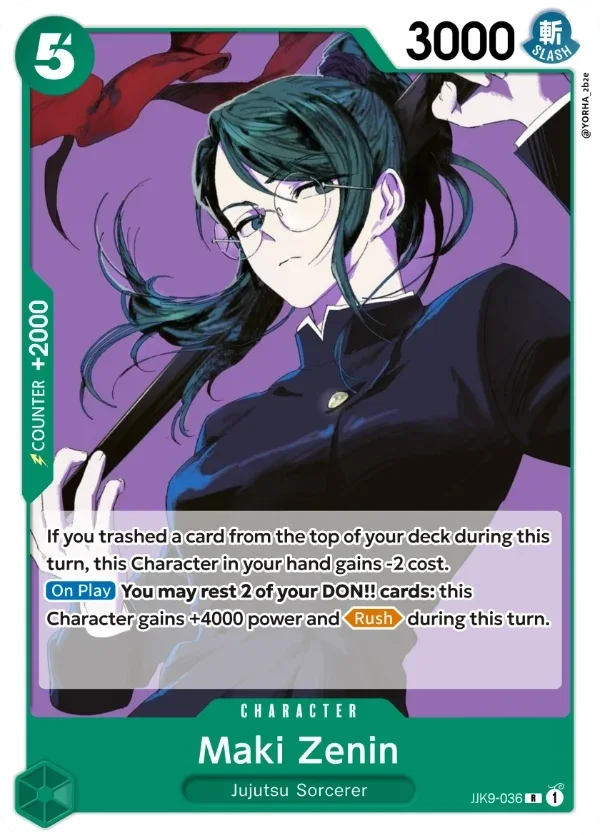 5
3000
斬
SLASH
@YORHA_2b2e
COUNTER +2000
If you trashed a card from the top of your deck during this
turn, this Character in your hand gains -2 cost.
On Play You may rest 2 of your DON!! cards: this
Character gains +4000 power and Rush during this turn.
CHARACTER
Maki Zenin
Jujutsu Sorcerer
JJK9-036 R 1